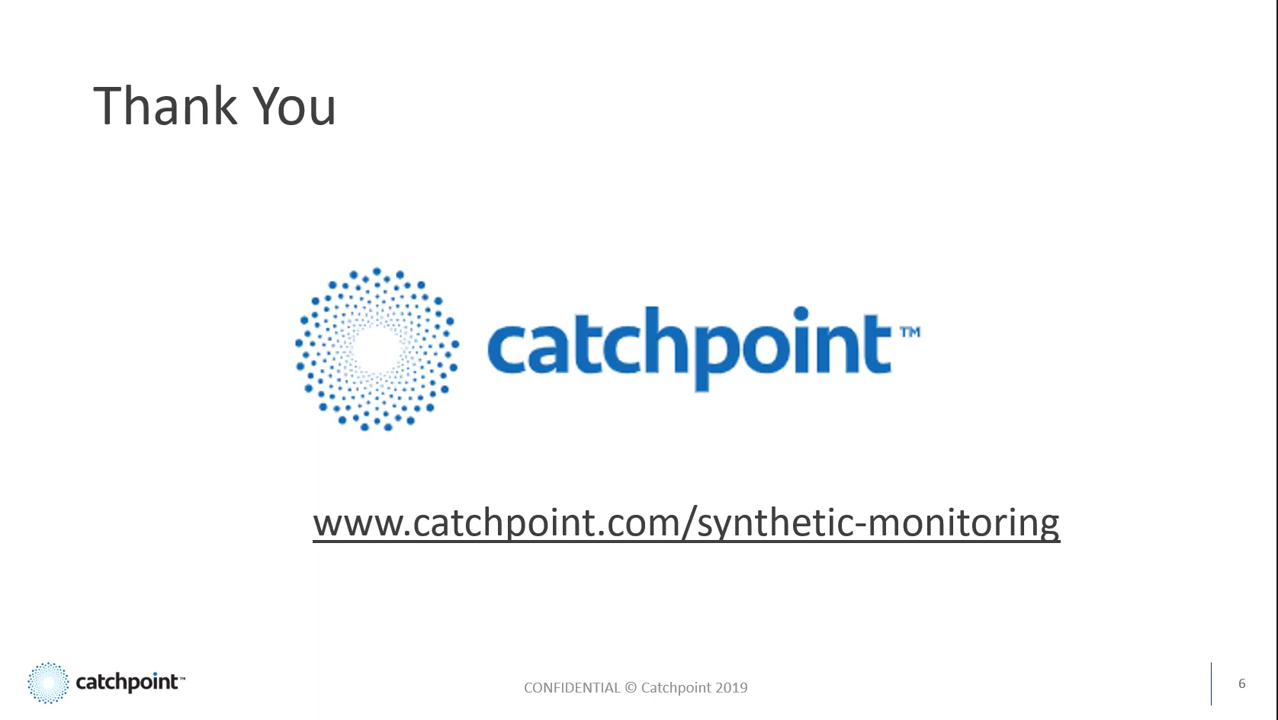 Thank You
catchpoint™
www.catchpoint.com/synthetic-monitoring
catchpoint™
CONFIDENTIAL © Catchpoint 2019
6